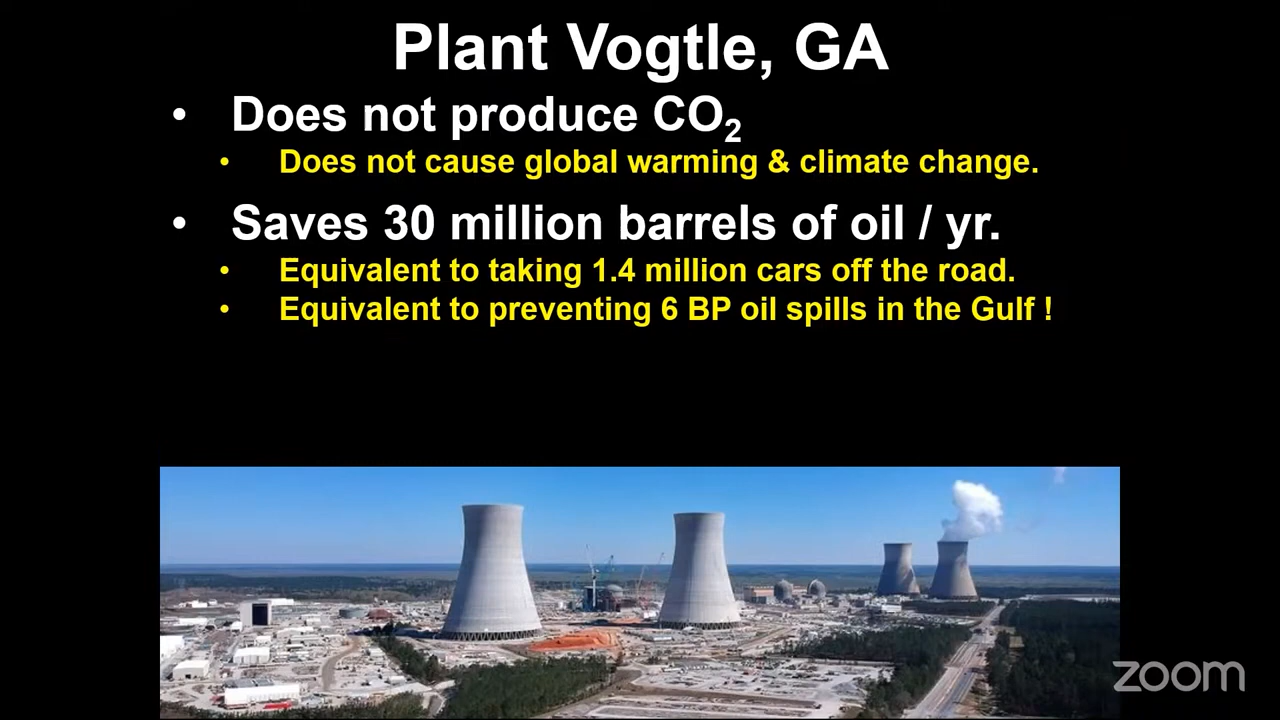 Plant Vogtle, GA
• Does not produce CO₂
• Does not cause global warming & climate change.
• Saves 30 million barrels of oil / yr.
• Equivalent to taking 1.4 million cars off the road.
• Equivalent to preventing 6 BP oil spills in the Gulf !
zoom